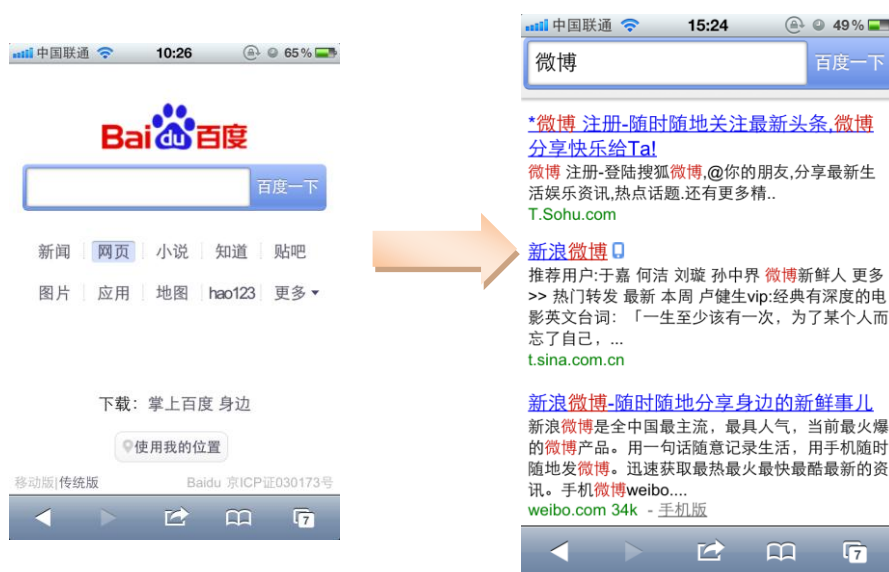 中国联通 10:26 65%
Bai du 百度
百度一下
新闻 网页 小说 知道 贴吧
图片 应用 地图 hao123 更多
下载：掌上百度 身边
使用我的位置
移动版|传统版 Baidu 京ICP证030173号
7
中国联通 15:24 49%
微博 百度一下
*微博 注册-随时随地关注最新头条,微博
分享快乐给Ta!
微博 注册-登陆搜狐微博,@你的朋友,分享最新生
活娱乐资讯,热点话题.还有更多精..
T.Sohu.com
新浪微博
推荐用户:于嘉 何洁 刘璇 孙中界 微博新鲜人 更多
>> 热门转发 最新 本周 卢健生vip:经典有深度的电
影英文台词：「一生至少该有一次，为了某个人而
忘了自己，...
t.sina.com.cn
新浪微博-随时随地分享身边的新鲜事儿
新浪微博是全中国最主流，最具人气，当前最火爆
的微博产品。用一句话随意记录生活，用手机随时
随地发微博。迅速获取最热最火最快最酷最新的资
讯。手机微博weibo....
weibo.com 34k - 手机版
7